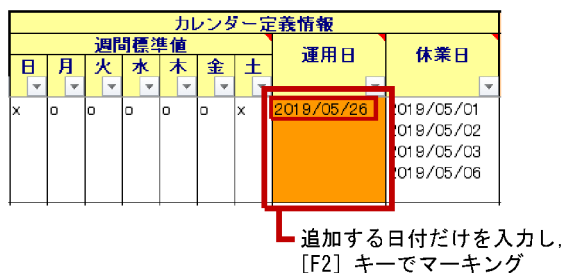 カレンダー定義情報
週間標準値 運用日 休業日
日 月 火 水 木 金 土
x o o o o o x 2019/05/26 2019/05/01
2019/05/02
2019/05/03
2019/05/06
追加する日付だけを入力し,
[F2] キーでマーキング